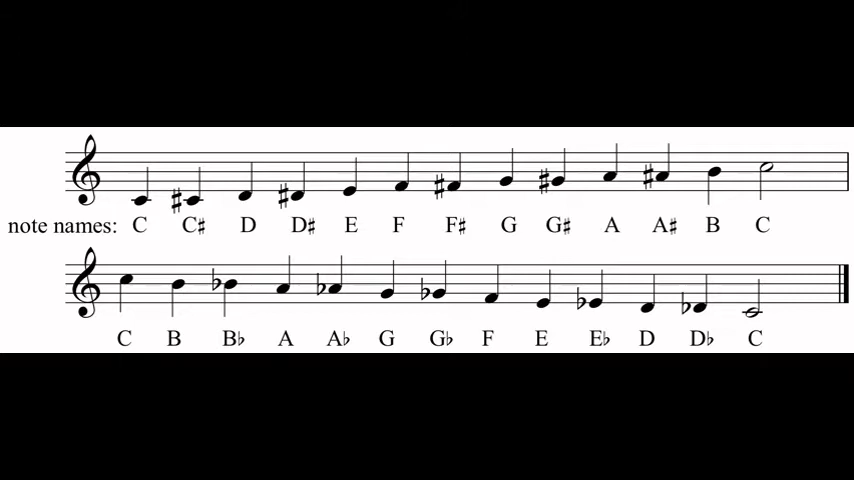 note names: C C♯ D D♯ E F F♯ G G♯ A A♯ B C
C B B♭ A A♭ G G♭ F E E♭ D D♭ C